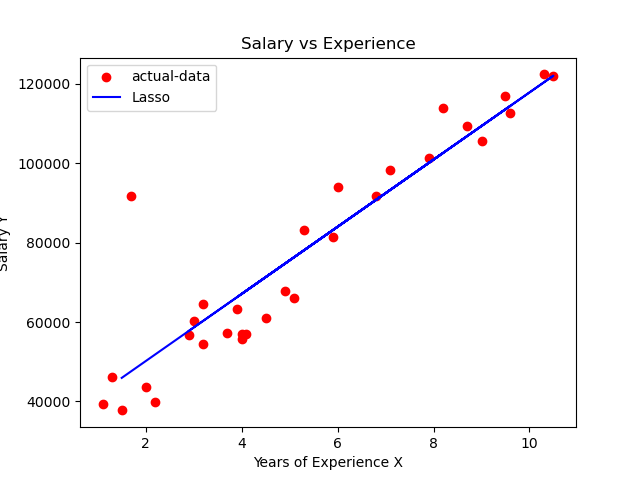 Salary vs Experience
actual-data
Lasso
120000
100000
80000
60000
40000
Salary Y
2 4 6 8 10
Years of Experience X